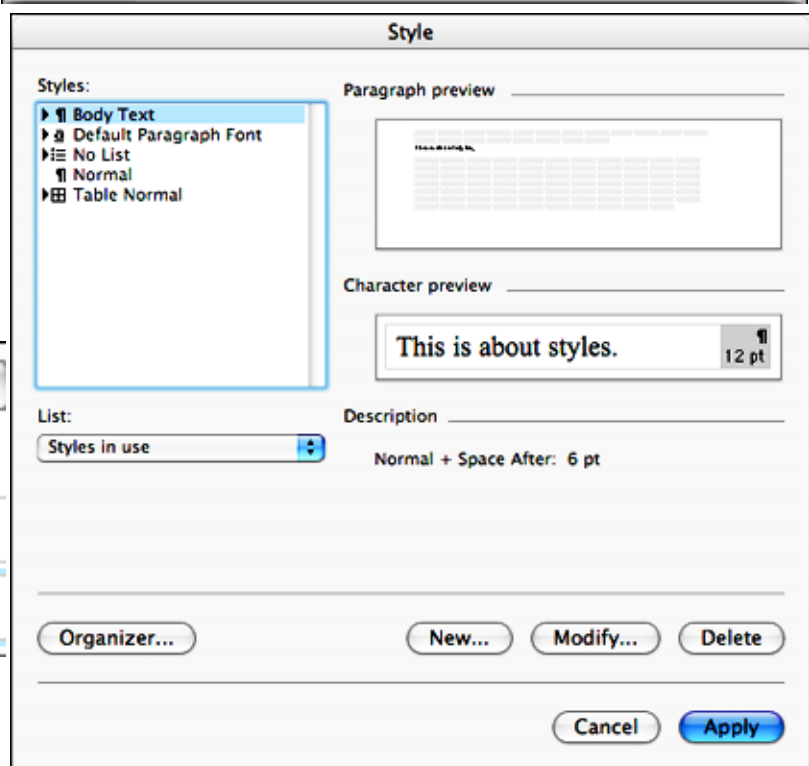 Style
Styles:
¶ Body Text
a Default Paragraph Font
No List
¶ Normal
Table Normal
List:
Styles in use
Paragraph preview
Character preview
This is about styles.
¶
12 pt
Description
Normal + Space After: 6 pt
Organizer...
New...
Modify...
Delete
Cancel
Apply